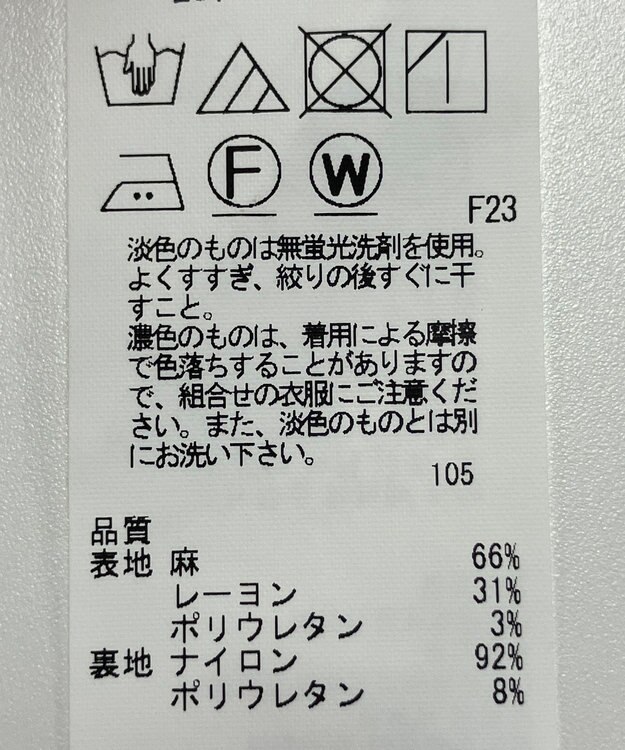 F
W
F23
淡色のものは無蛍光洗剤を使用。
よくすすぎ、絞りの後すぐに干
すこと。
濃色のものは、着用による摩擦
で色落ちすることがありますの
で、組合せの衣服にご注意くだ
さい。また、淡色のものとは別
にお洗い下さい。
105
品質
表地 麻 66%
レーヨン 31%
ポリウレタン 3%
裏地 ナイロン 92%
ポリウレタン 8%